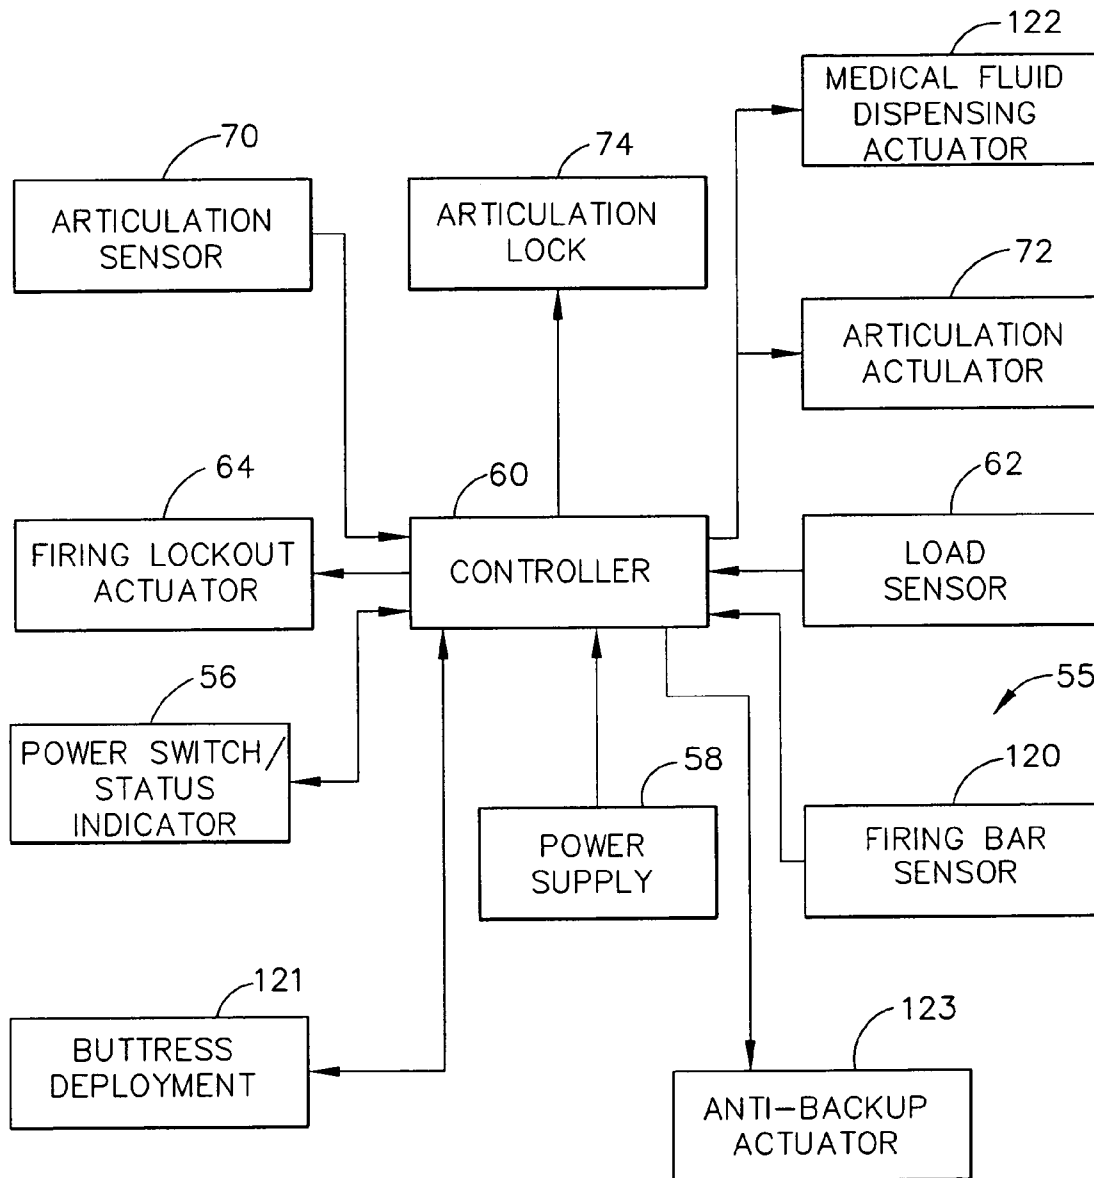 122
MEDICAL FLUID
DISPENSING
ACTUATOR
70
ARTICULATION
SENSOR
74
ARTICULATION
LOCK
72
ARTICULATION
ACTULATOR
64
FIRING LOCKOUT
ACTUATOR
60
CONTROLLER
62
LOAD
SENSOR
55
56
POWER SWITCH/
STATUS
INDICATOR
58
POWER
SUPPLY
120
FIRING BAR
SENSOR
121
BUTTRESS
DEPLOYMENT
123
ANTI-BACKUP
ACTUATOR